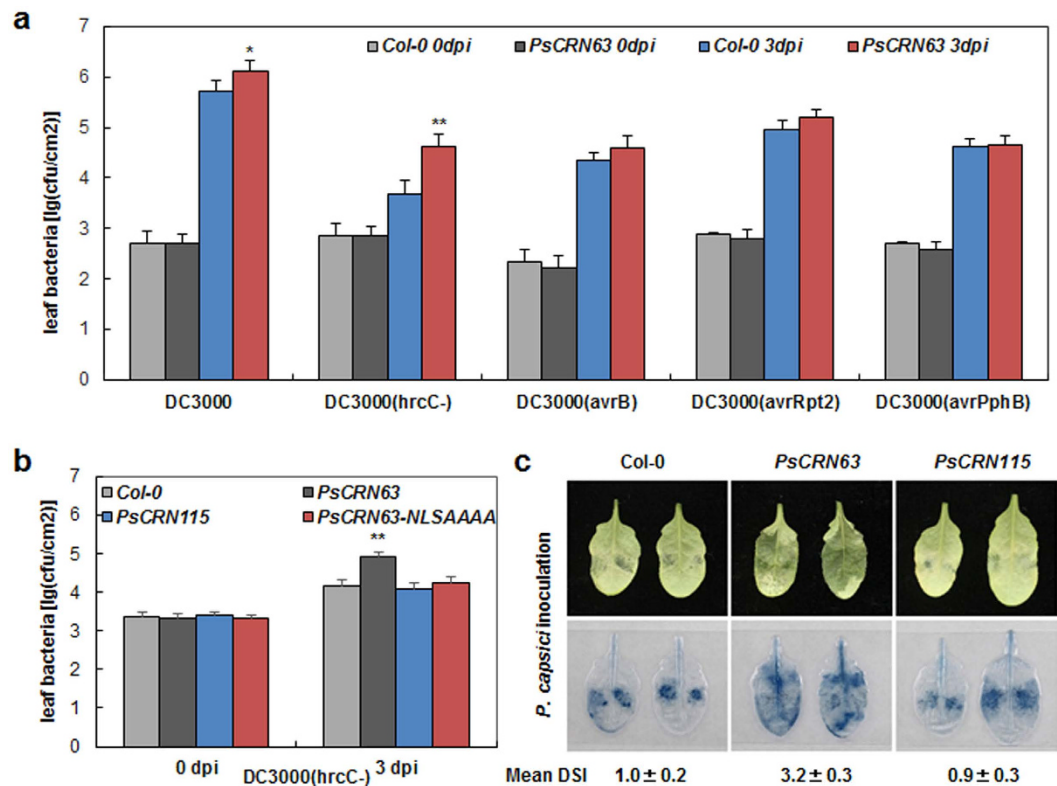 a
leaf bacteria [lg(cfu/cm2)]
7
6
5
4
3
2
1
0
Col-0 0dpi
PsCRN63 0dpi
Col-0 3dpi
PsCRN63 3dpi
*
**
DC3000
DC3000(hrcC-)
DC3000(avrB)
DC3000(avrRpt2)
DC3000(avrPphB)
b
leaf bacteria [lg(cfu/cm2)]
7
6
5
4
3
2
1
0
Col-0
PsCRN63
PsCRN115
PsCRN63-NLSAAAA
**
0 dpi
3 dpi
DC3000(hrcC-)
c
Col-0
PsCRN63
PsCRN115
P. capsici inoculation
Mean DSI
1.0 ± 0.2
3.2 ± 0.3
0.9 ± 0.3